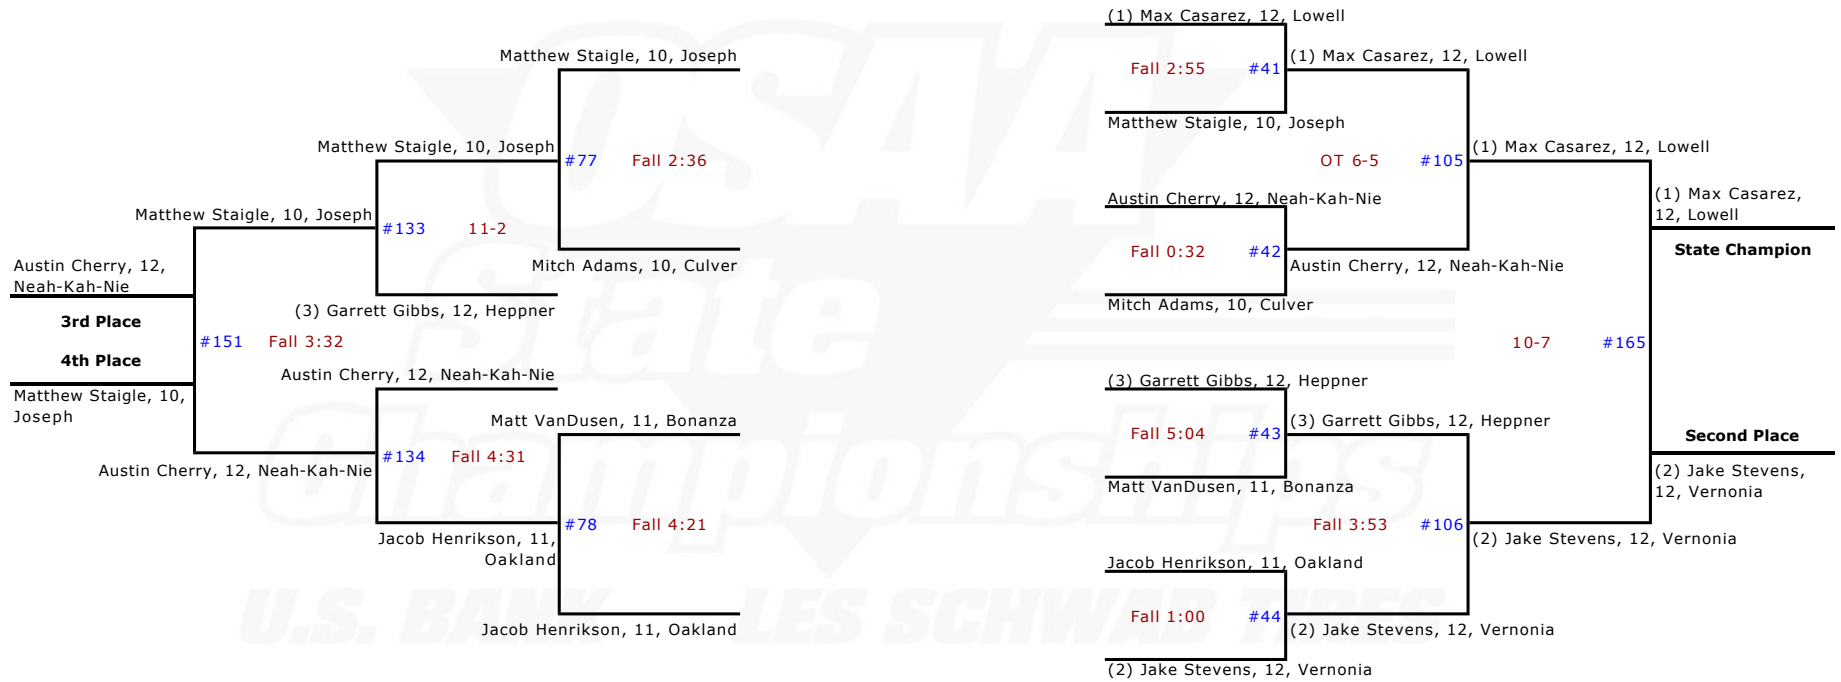 (1) Max Casarez, 12, Lowell
Matthew Staigle, 10, Joseph
(1) Max Casarez, 12, Lowell
Fall 2:55 #41
Matthew Staigle, 10, Joseph
Matthew Staigle, 10, Joseph
#77 Fall 2:36
OT 6-5 #105
(1) Max Casarez, 12, Lowell
Matthew Staigle, 10, Joseph
#133 11-2
Austin Cherry, 12, Neah-Kah-Nie
(1) Max Casarez,
12, Lowell
State Champion
Fall 0:32 #42
Austin Cherry, 12,
Neah-Kah-Nie
Mitch Adams, 10, Culver
Austin Cherry, 12, Neah-Kah-Nie
Mitch Adams, 10, Culver
(3) Garrett Gibbs, 12, Heppner
3rd Place
#151 Fall 3:32
10-7 #165
4th Place
Austin Cherry, 12, Neah-Kah-Nie
(3) Garrett Gibbs, 12, Heppner
Matthew Staigle, 10,
Joseph
Matt VanDusen, 11, Bonanza
(3) Garrett Gibbs, 12, Heppner
Fall 5:04 #43
Second Place
#134 Fall 4:31
Austin Cherry, 12, Neah-Kah-Nie
(2) Jake Stevens,
12, Vernonia
Matt VanDusen, 11, Bonanza
#78 Fall 4:21
Fall 3:53 #106
Jacob Henrikson, 11,
Oakland
(2) Jake Stevens, 12, Vernonia
Jacob Henrikson, 11, Oakland
Fall 1:00 #44
Jacob Henrikson, 11, Oakland
(2) Jake Stevens, 12, Vernonia
(2) Jake Stevens, 12, Vernonia
OSAA
State
Championships
U.S. BANK LES SCHWAB TIRES